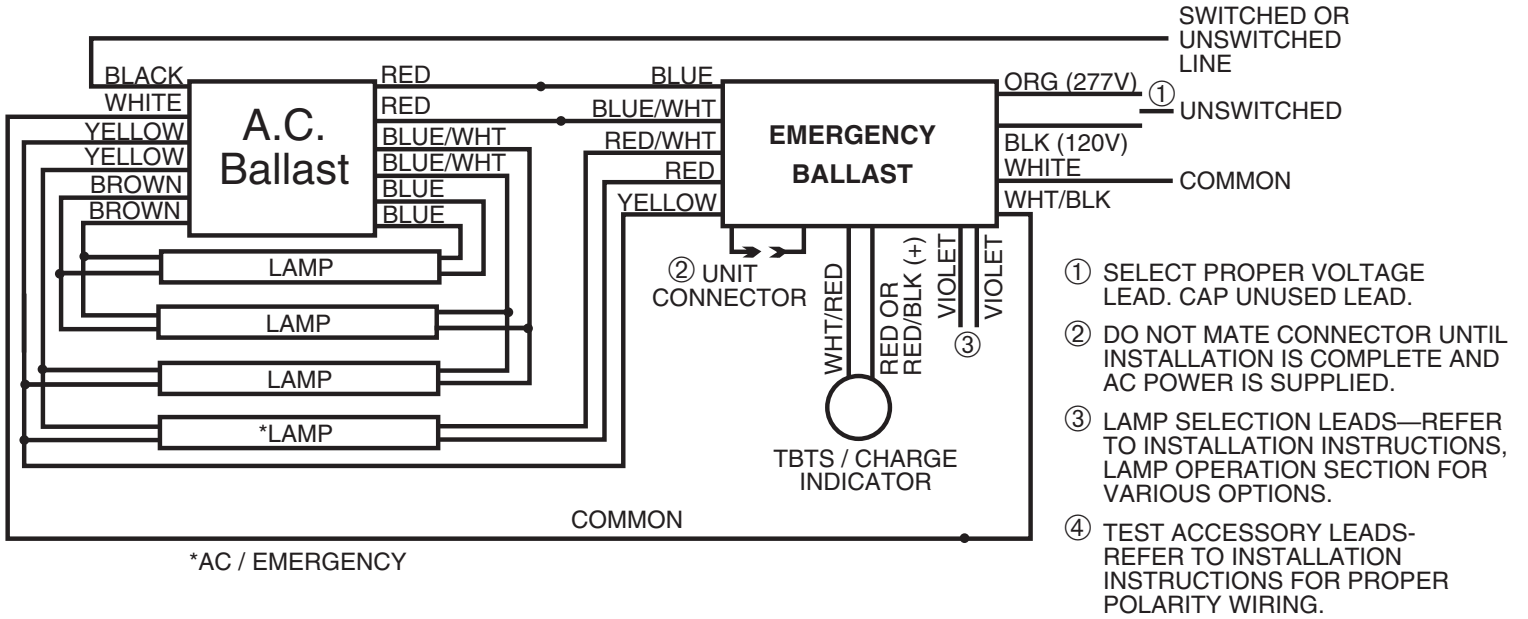 SWITCHED OR
UNSWITCHED
LINE
BLACK
WHITE
YELLOW
YELLOW
BROWN
BROWN
A.C.
Ballast
RED
RED
BLUE/WHT
BLUE/WHT
BLUE
BLUE
BLUE
BLUE/WHT
RED/WHT
RED
YELLOW
EMERGENCY
BALLAST
ORG (277V)
① UNSWITCHED
BLK (120V)
WHITE
COMMON
WHT/BLK
LAMP
LAMP
LAMP
*LAMP
② UNIT
CONNECTOR
WHT/RED
RED OR
RED/BLK (+)
VIOLET
VIOLET
③
TBTS / CHARGE
INDICATOR
COMMON
*AC / EMERGENCY
① SELECT PROPER VOLTAGE
LEAD. CAP UNUSED LEAD.
② DO NOT MATE CONNECTOR UNTIL
INSTALLATION IS COMPLETE AND
AC POWER IS SUPPLIED.
③ LAMP SELECTION LEADS—REFER
TO INSTALLATION INSTRUCTIONS,
LAMP OPERATION SECTION FOR
VARIOUS OPTIONS.
④ TEST ACCESSORY LEADS-
REFER TO INSTALLATION
INSTRUCTIONS FOR PROPER
POLARITY WIRING.